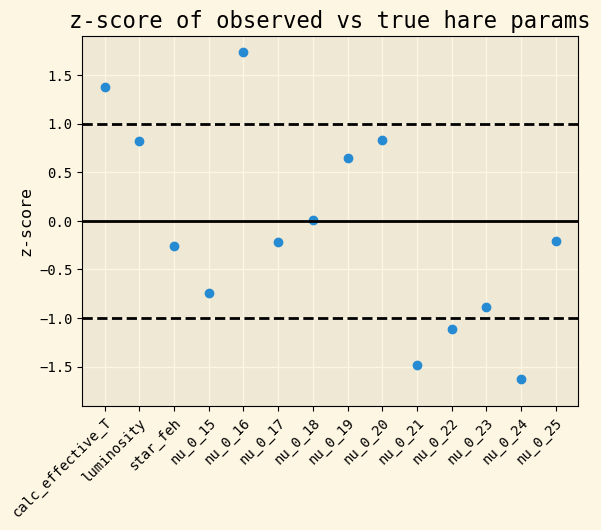 z-score of observed vs true hare params
z-score
1.5
1.0
0.5
0.0
−0.5
−1.0
−1.5
calc_effective_T
luminosity
star_feh
nu_0_15
nu_0_16
nu_0_17
nu_0_18
nu_0_19
nu_0_20
nu_0_21
nu_0_22
nu_0_23
nu_0_24
nu_0_25